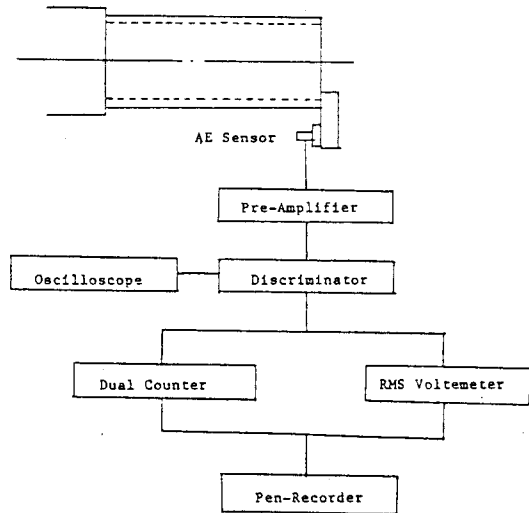 AE Sensor
Pre-Amplifier
Oscilloscope
Discriminator
Dual Counter
RMS Voltemeter
Pen-Recorder